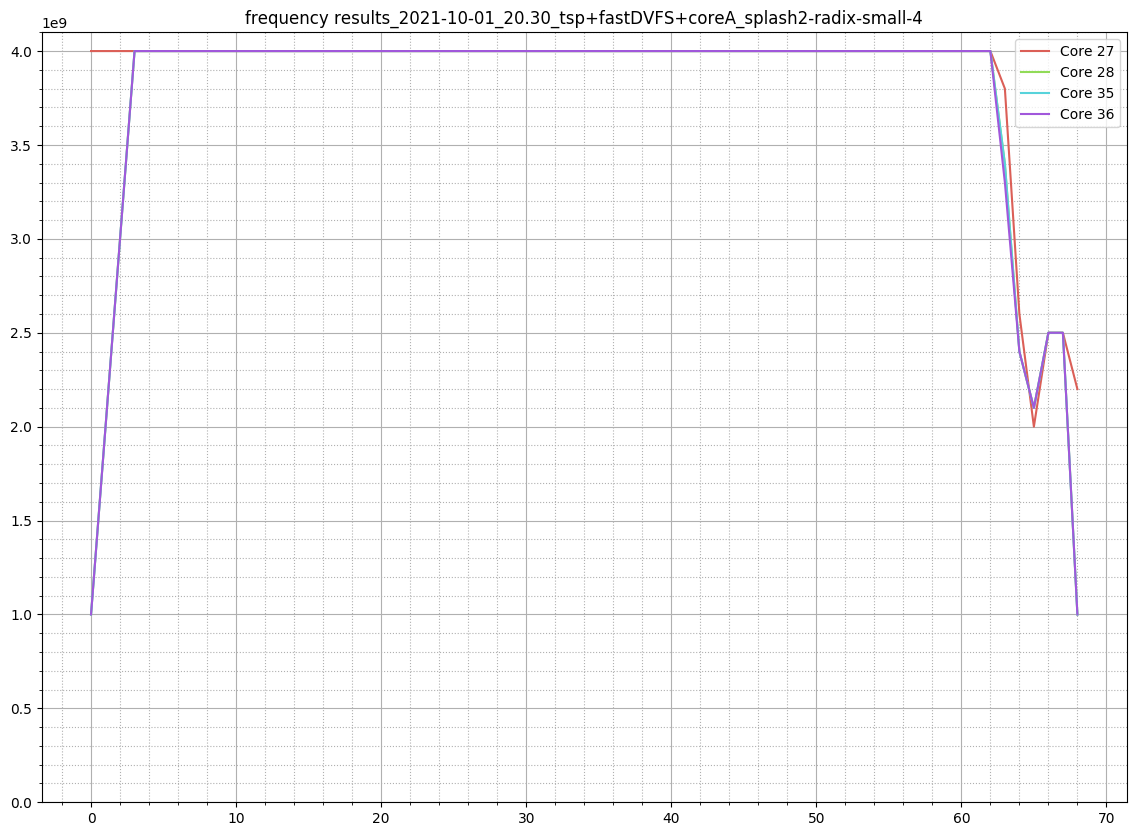 frequency results_2021-10-01_20.30_tsp+fastDVFS+coreA_splash2-radix-small-4
1e9
4.0
3.5
3.0
2.5
2.0
1.5
1.0
0.5
0.0
0 10 20 30 40 50 60 70
Core 27
Core 28
Core 35
Core 36